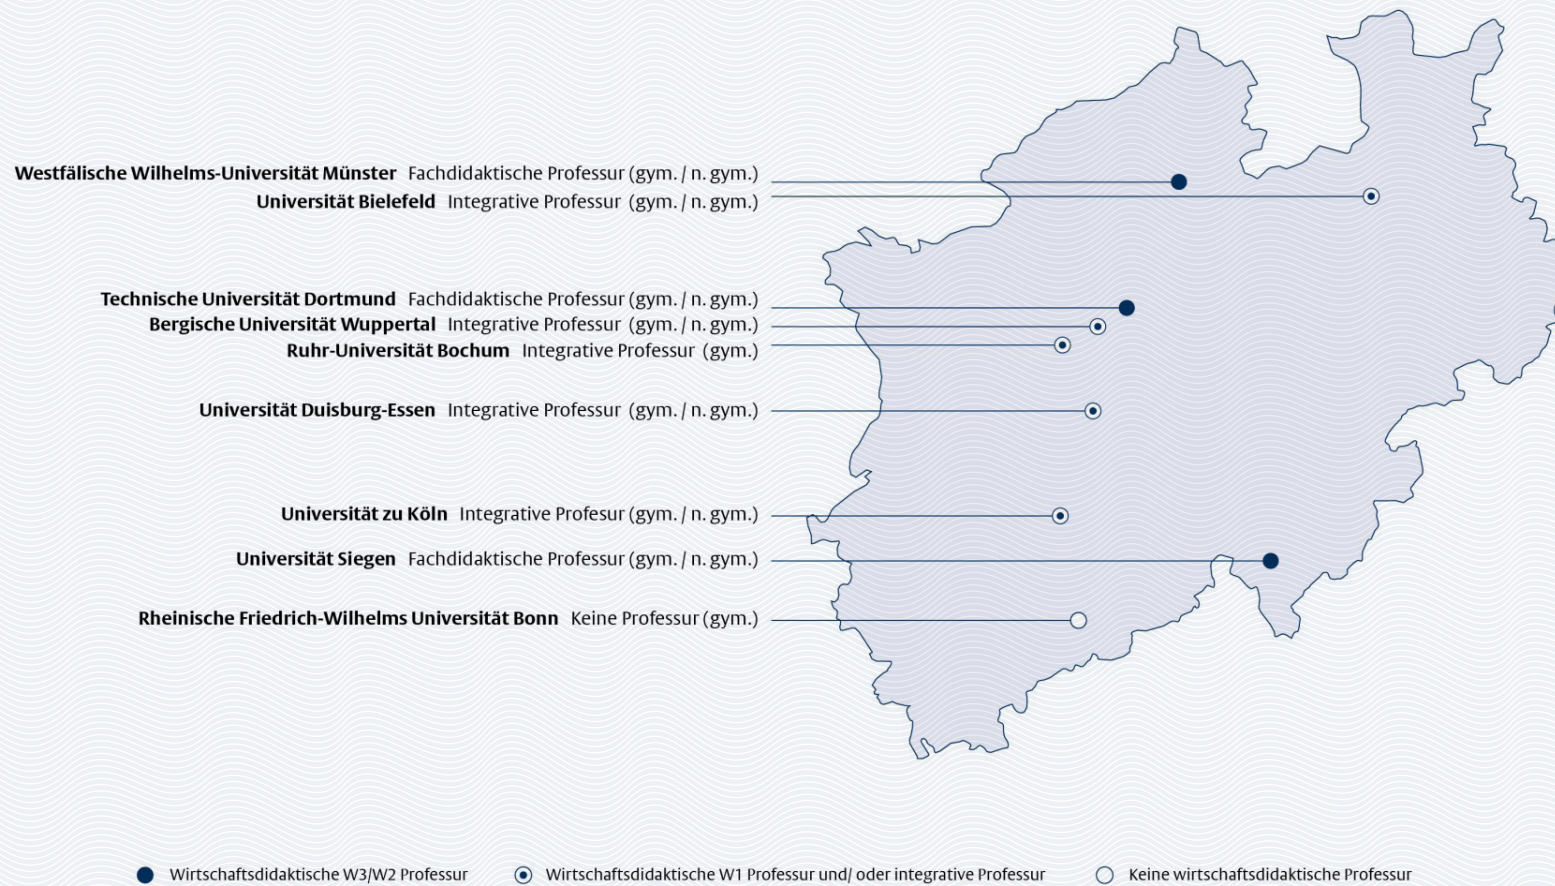 Westfälische Wilhelms-Universität Münster Fachdidaktische Professur (gym. / n. gym.)
Universität Bielefeld Integrative Professur (gym. / n. gym.)
Technische Universität Dortmund Fachdidaktische Professur (gym. / n. gym.)
Bergische Universität Wuppertal Integrative Professur (gym. / n. gym.)
Ruhr-Universität Bochum Integrative Professur (gym.)
Universität Duisburg-Essen Integrative Professur (gym. / n. gym.)
Universität zu Köln Integrative Profesur (gym. / n. gym.)
Universität Siegen Fachdidaktische Professur (gym. / n. gym.)
Rheinische Friedrich-Wilhelms Universität Bonn Keine Professur (gym.)
Wirtschaftsdidaktische W3/W2 Professur Wirtschaftsdidaktische W1 Professur und/ oder integrative Professur Keine wirtschaftsdidaktische Professur